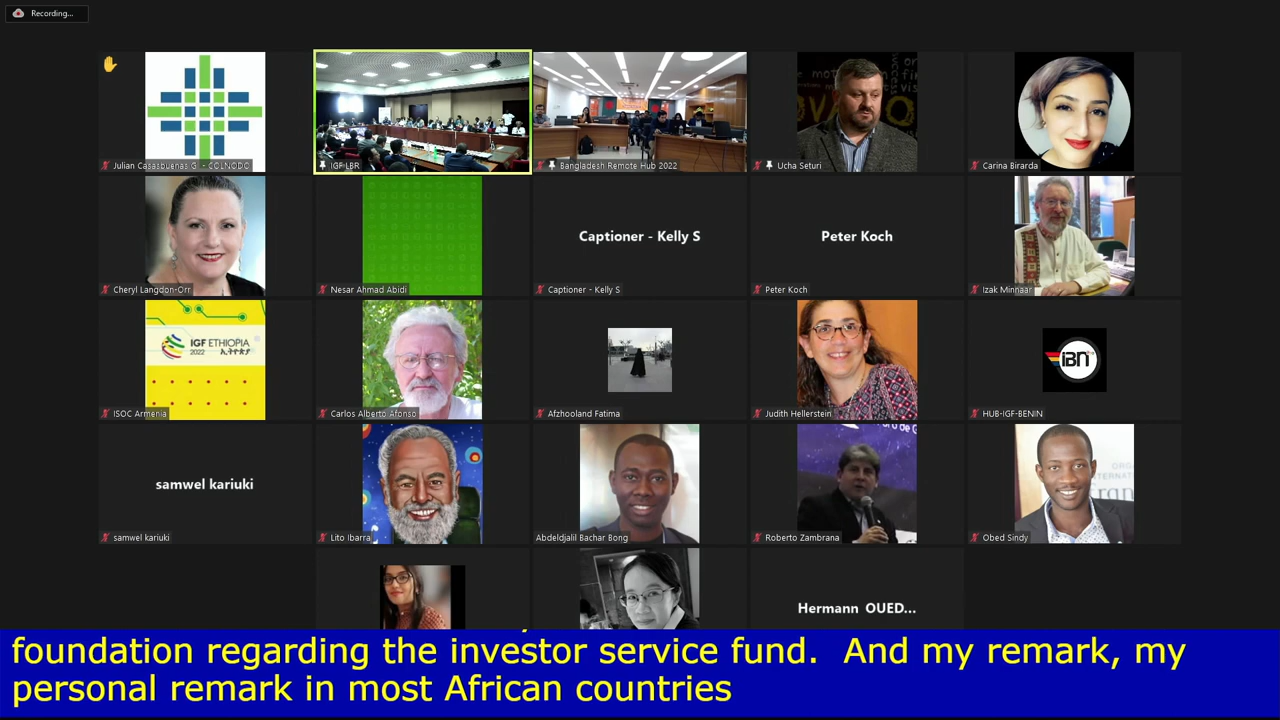 Recording...
Julian Casasbuenas G. - COLNODO
IGF LBR
Bangladesh Remote Hub 2022
Ucha Seturi
Carina Birarda
Captioner - Kelly S
Peter Koch
Cheryl Langdon-Orr
Nesar Ahmad Abidi
Captioner - Kelly S
Peter Koch
Izak Minnaar
IGF ETHIOPIA
2022 ኢትዮጵያ
iBN
ISOC Armenia
Carlos Alberto Afonso
Afzhooland Fatima
Judith Hellerstein
HUB-IGF-BENIN
samwel kariuki
samwel kariuki
Lito Ibarra
Abdeldjalil Bachar Bong
Roberto Zambrana
Obed Sindy
Hermann OUED...
foundation regarding the investor service fund. And my remark, my
personal remark in most African countries